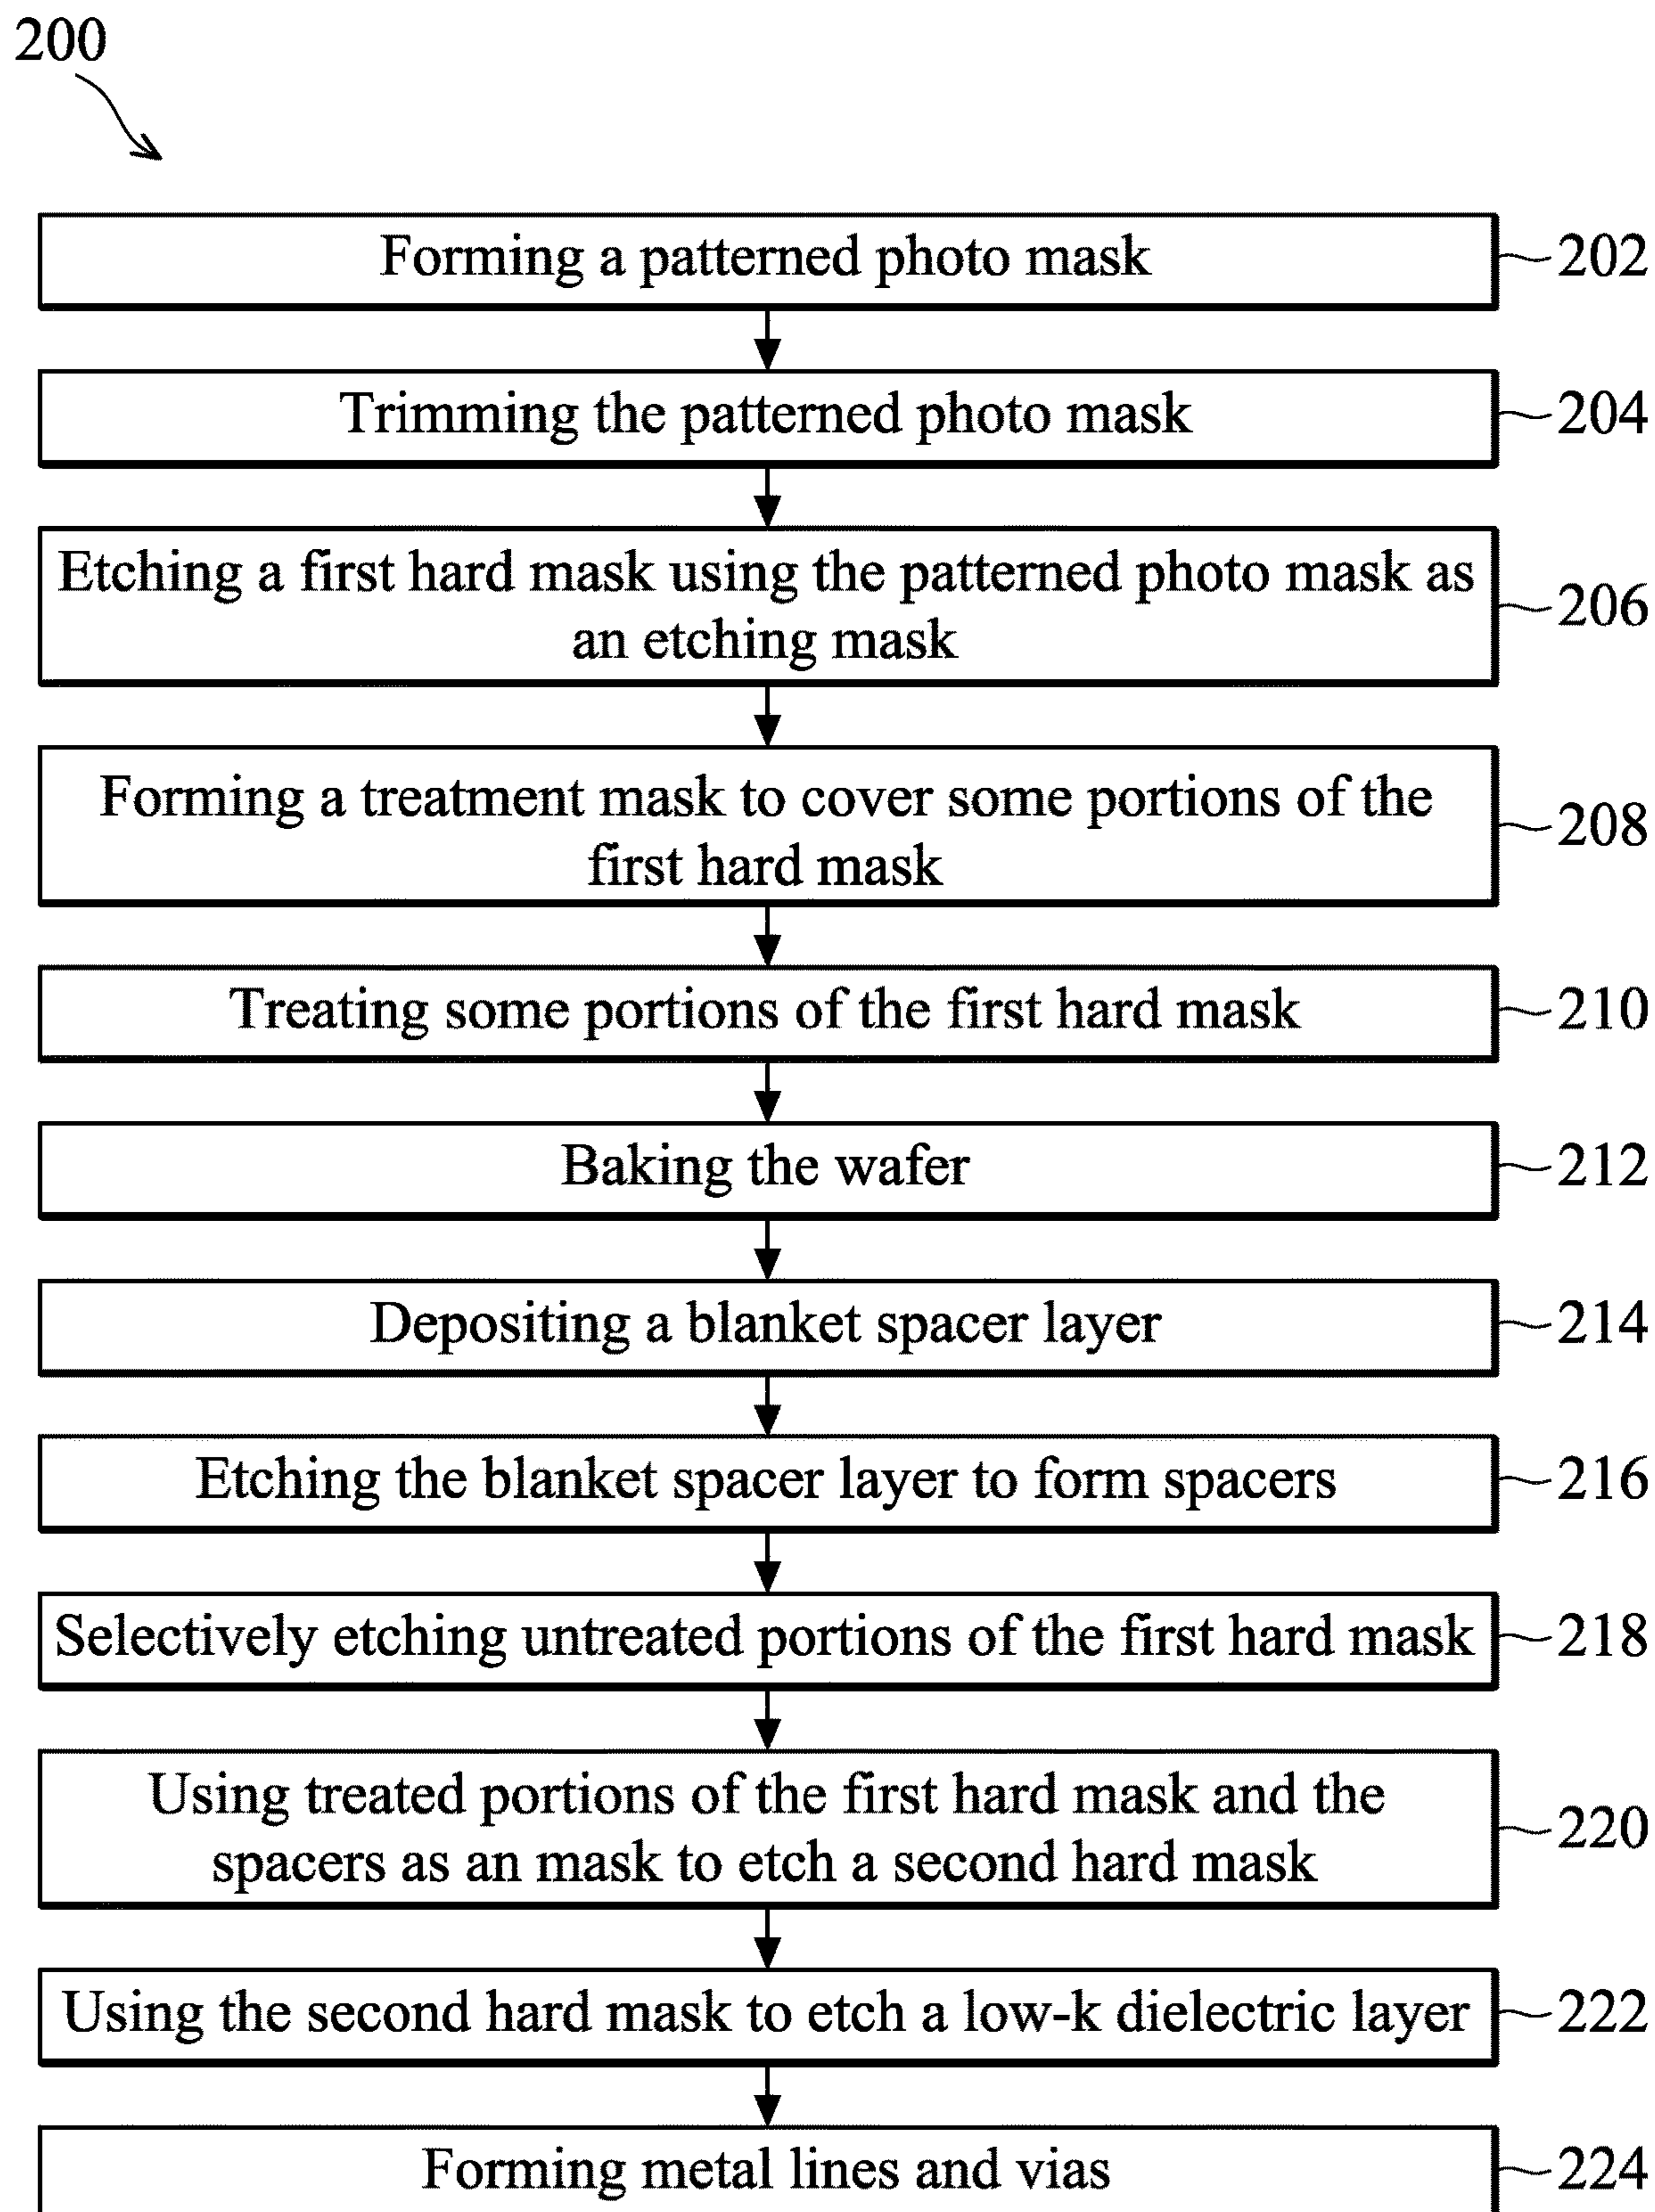 200
Forming a patterned photo mask
202
Trimming the patterned photo mask
204
Etching a first hard mask using the patterned photo mask as
an etching mask
206
Forming a treatment mask to cover some portions of the
first hard mask
208
Treating some portions of the first hard mask
210
Baking the wafer
212
Depositing a blanket spacer layer
214
Etching the blanket spacer layer to form spacers
216
Selectively etching untreated portions of the first hard mask
218
Using treated portions of the first hard mask and the
spacers as an mask to etch a second hard mask
220
Using the second hard mask to etch a low-k dielectric layer
222
Forming metal lines and vias
224